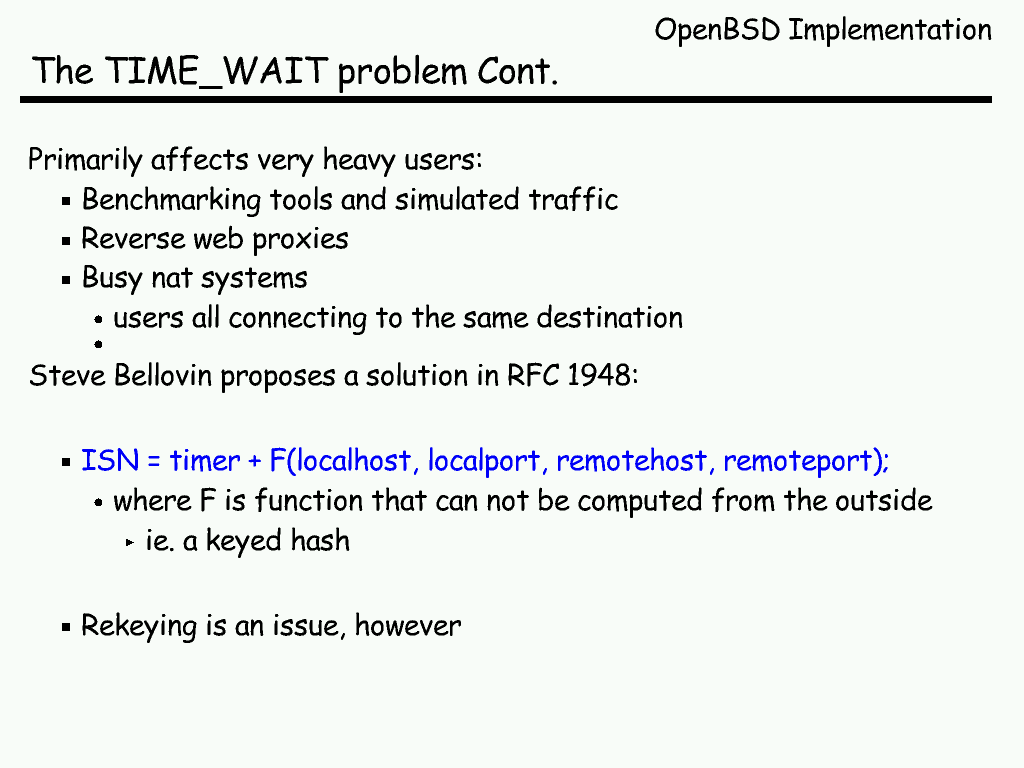 OpenBSD Implementation
The TIME_WAIT problem Cont.
Primarily affects very heavy users:
Benchmarking tools and simulated traffic
Reverse web proxies
Busy nat systems
users all connecting to the same destination
Steve Bellovin proposes a solution in RFC 1948:
ISN = timer + F(localhost, localport, remotehost, remoteport);
where F is function that can not be computed from the outside
ie. a keyed hash
Rekeying is an issue, however